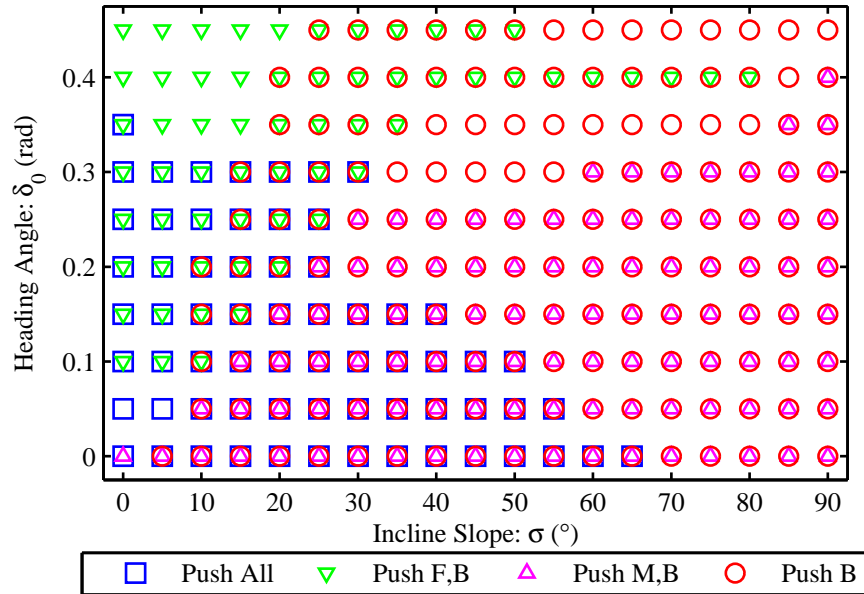 0.4
0.3
0.2
0.1
0
Heading Angle: δ₀ (rad)
0 10 20 30 40 50 60 70 80 90
Incline Slope: σ (°)
Push All Push F,B Push M,B Push B